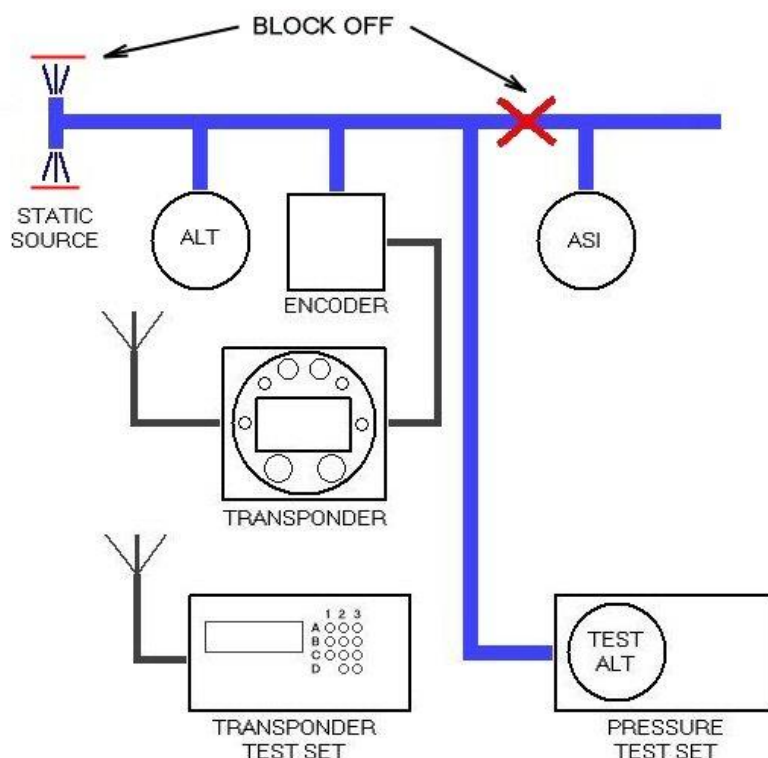 BLOCK OFF
STATIC
SOURCE
ALT
ENCODER
ASI
TRANSPONDER
1 2 3
A
B
C
D
TRANSPONDER
TEST SET
TEST
ALT
PRESSURE
TEST SET